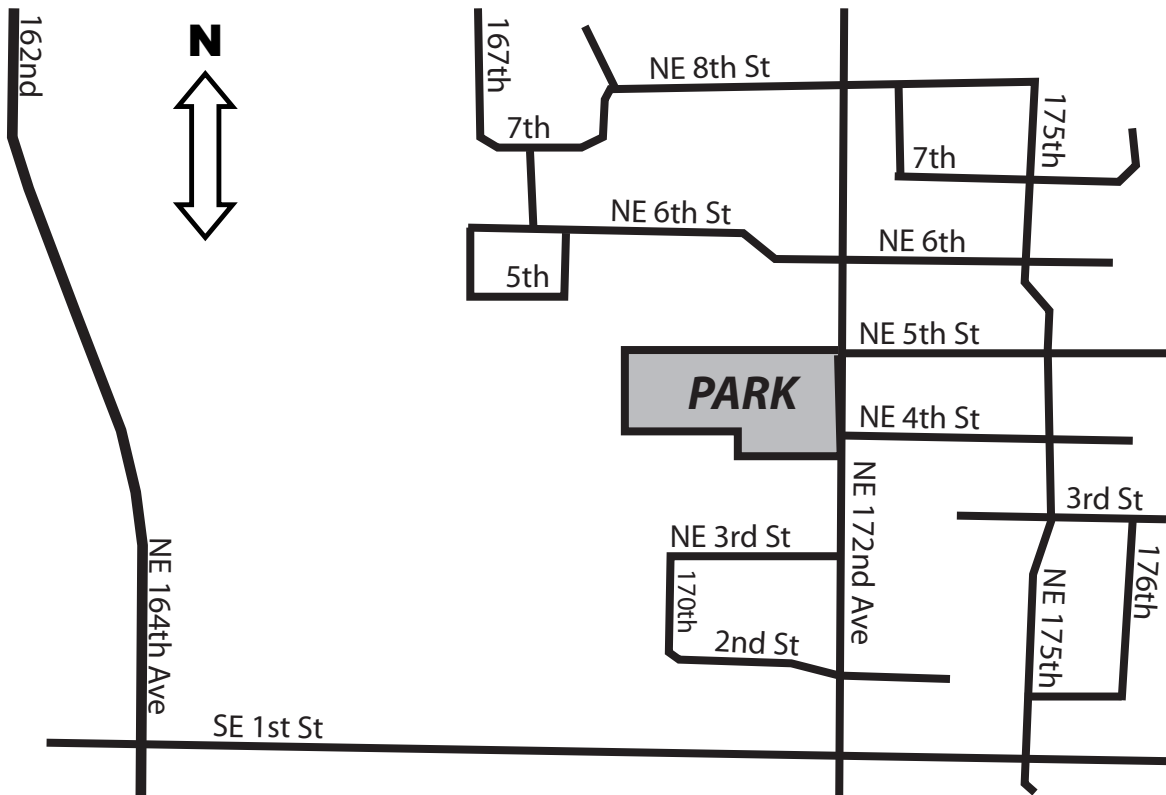 162nd
N
167th
NE 8th St
7th
175th
7th
NE 6th St
NE 6th
5th
NE 5th St
PARK
NE 4th St
NE 172nd Ave
3rd St
NE 3rd St
NE 164th Ave
170th
NE 175th
176th
2nd St
SE 1st St